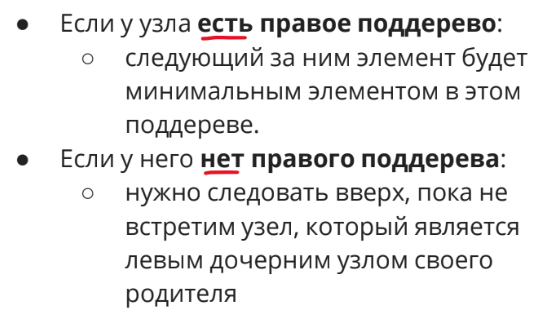 ● Если у узла есть правое поддерево:
○ следующий за ним элемент будет
минимальным элементом в этом
поддереве.
● Если у него нет правого поддерева:
○ нужно следовать вверх, пока не
встретим узел, который является
левым дочерним узлом своего
родителя